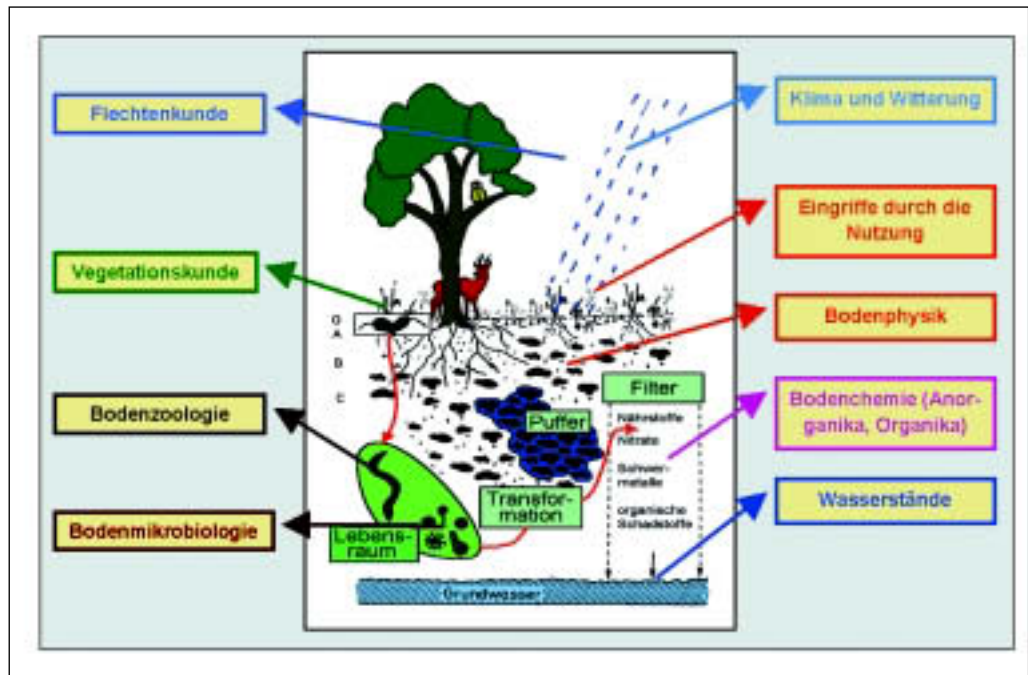 Flechtenkunde
Vegetationskunde
Bodenzoologie
Bodenmikrobiologie
O
A
B
C
Puffer
Filter
Nährstoffe
Nitrate
Schwer-
metalle
organische
Schadstoffe
Transfor-
mation
Lebens-
raum
Grundwasser
Klima und Witterung
Eingriffe durch die
Nutzung
Bodenphysik
Bodenchemie (Anor-
ganika, Organika)
Wasserstände